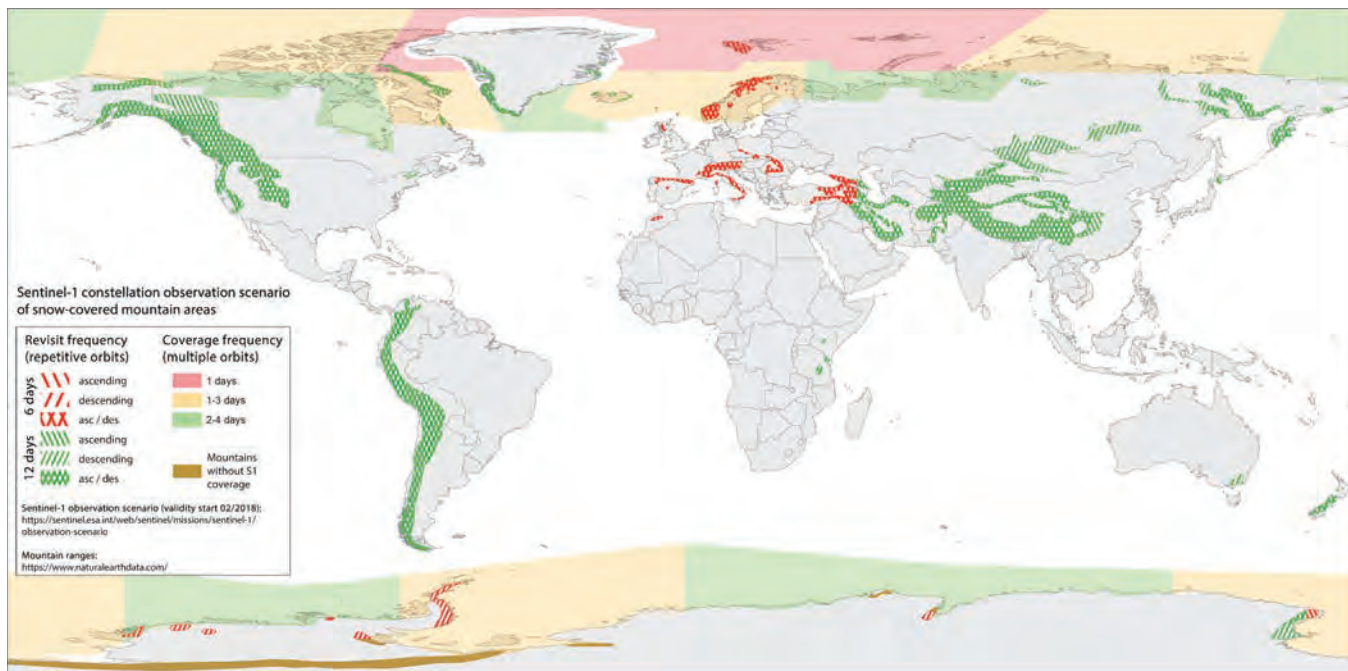 Sentinel-1 constellation observation scenario
of snow-covered mountain areas
Revisit frequency
(repetitive orbits)
6 days
ascending
descending
asc / des
12 days
ascending
descending
asc / des
Coverage frequency
(multiple orbits)
1 days
1-3 days
2-4 days
Mountains
without S1
coverage
Sentinel-1 observation scenario (validity start 02/2018):
https://sentinel.esa.int/web/sentinel/missions/sentinel-1/
observation-scenario
Mountain ranges:
https://www.naturalearthdata.com/